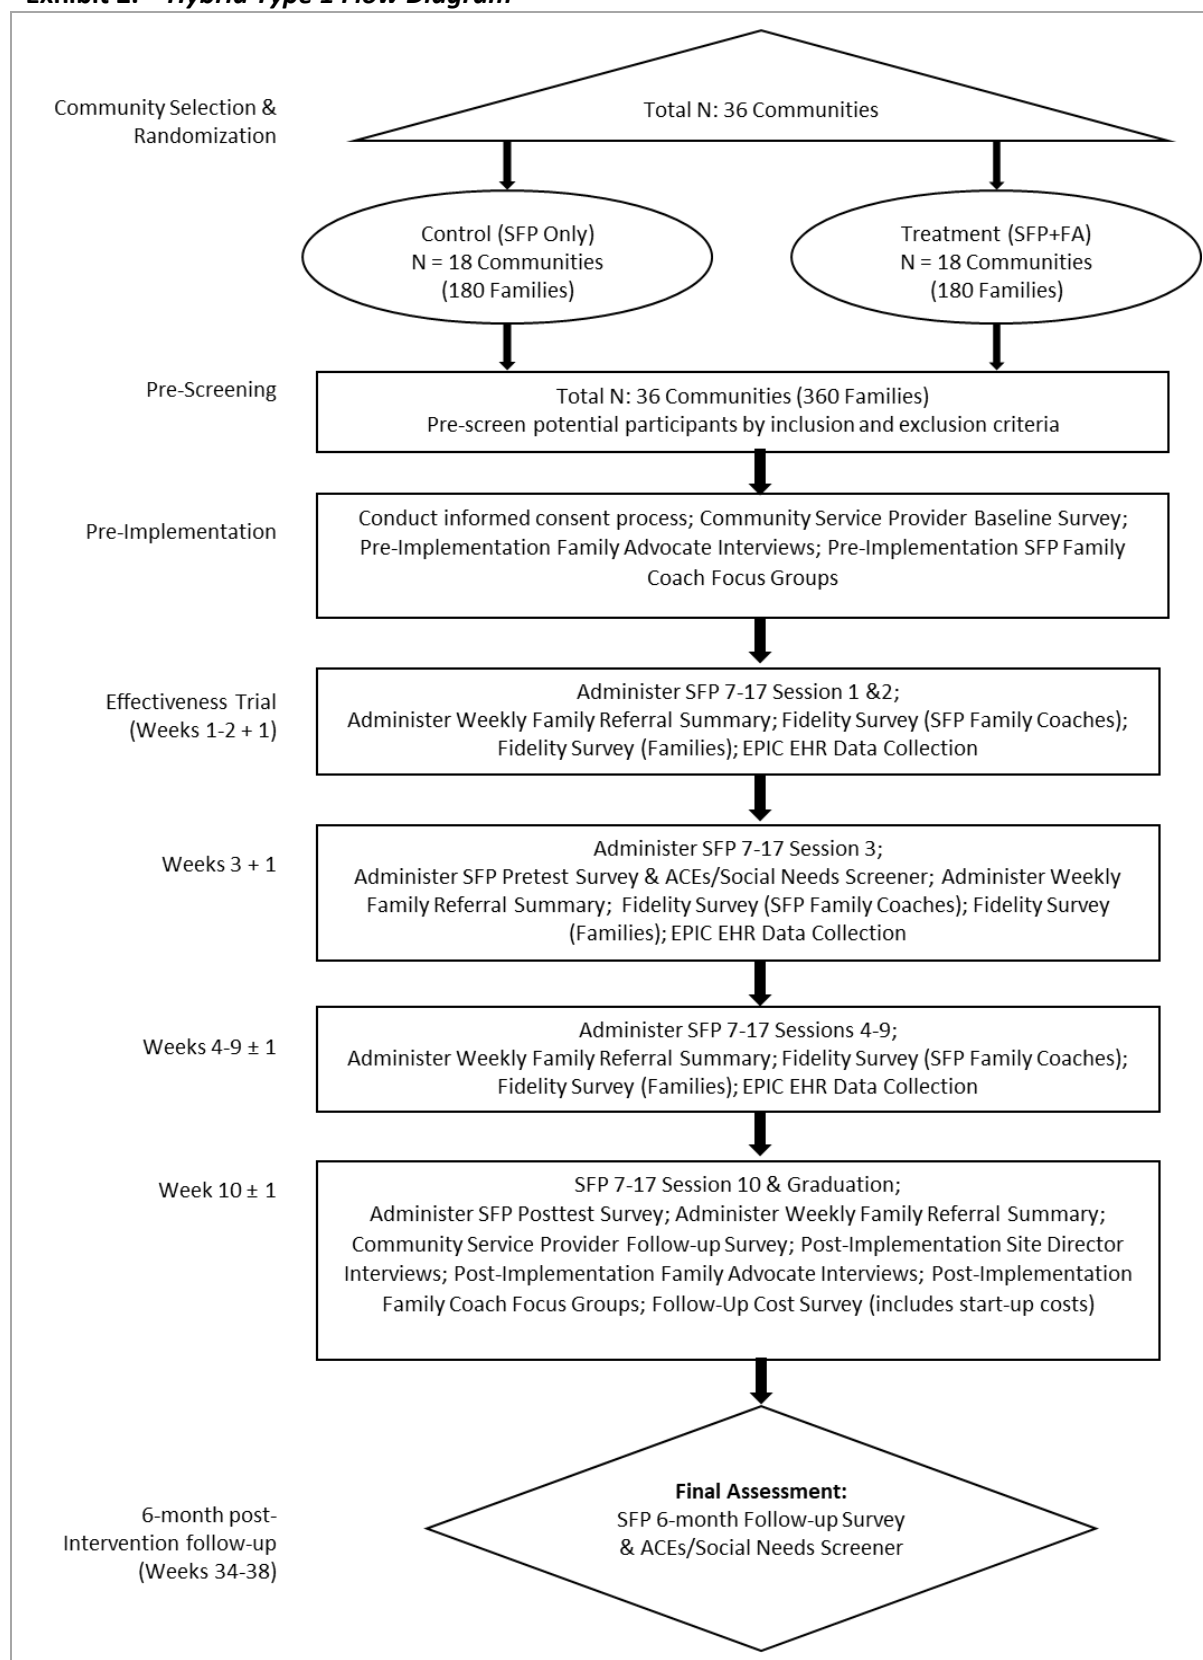 Exhibit 2. Hybrid Type 1 Flow Diagram
Community Selection &
Randomization
Total N: 36 Communities
Control (SFP Only)
N = 18 Communities
(180 Families)
Treatment (SFP+FA)
N = 18 Communities
(180 Families)
Pre-Screening
Total N: 36 Communities (360 Families)
Pre-screen potential participants by inclusion and exclusion criteria
Pre-Implementation
Conduct informed consent process; Community Service Provider Baseline Survey;
Pre-Implementation Family Advocate Interviews; Pre-Implementation SFP Family
Coach Focus Groups
Effectiveness Trial
(Weeks 1-2 + 1)
Administer SFP 7-17 Session 1 &2;
Administer Weekly Family Referral Summary; Fidelity Survey (SFP Family Coaches);
Fidelity Survey (Families); EPIC EHR Data Collection
Weeks 3 + 1
Administer SFP 7-17 Session 3;
Administer SFP Pretest Survey & ACEs/Social Needs Screener; Administer Weekly
Family Referral Summary; Fidelity Survey (SFP Family Coaches); Fidelity Survey
(Families); EPIC EHR Data Collection
Weeks 4-9 ± 1
Administer SFP 7-17 Sessions 4-9;
Administer Weekly Family Referral Summary; Fidelity Survey (SFP Family Coaches);
Fidelity Survey (Families); EPIC EHR Data Collection
Week 10 ± 1
SFP 7-17 Session 10 & Graduation;
Administer SFP Posttest Survey; Administer Weekly Family Referral Summary;
Community Service Provider Follow-up Survey; Post-Implementation Site Director
Interviews; Post-Implementation Family Advocate Interviews; Post-Implementation
Family Coach Focus Groups; Follow-Up Cost Survey (includes start-up costs)
6-month post-
Intervention follow-up
(Weeks 34-38)
Final Assessment:
SFP 6-month Follow-up Survey
& ACEs/Social Needs Screener